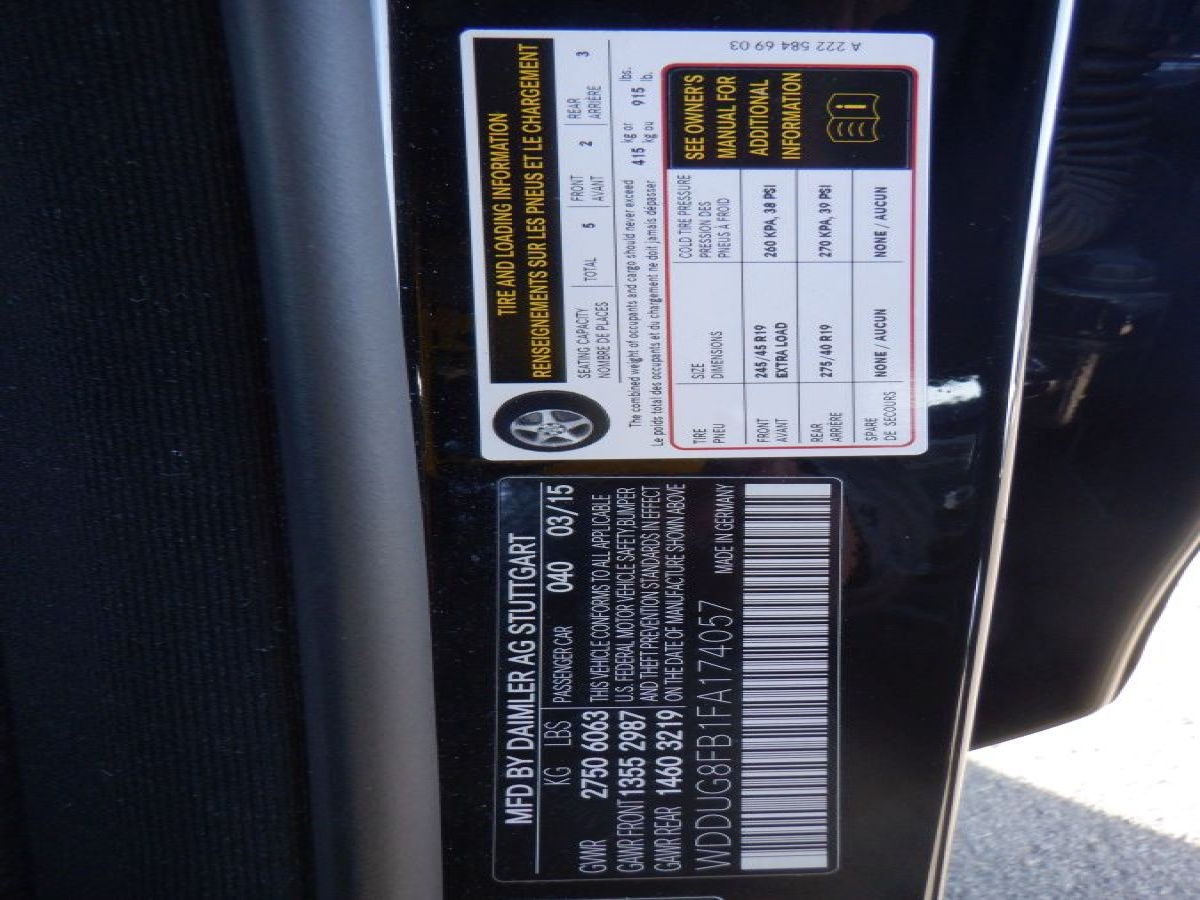 TIRE AND LOADING INFORMATION
RENSEIGNEMENTS SUR LES PNEUS ET LE CHARGEMENT
SEATING CAPACITY TOTAL 5 FRONT 2 REAR 3
NOMBRE DE PLACES AVANT ARRIÈRE
The combined weight of occupants and cargo should never exceed 415 kg or 915 lbs.
Le poids total des occupants et du chargement ne doit jamais dépasser kg ou lb.
TIRE SIZE COLD TIRE PRESSURE
PNEU DIMENSIONS PRESSION DES
PNEUS À FROID
FRONT 245/45 R19 260 KPA, 38 PSI
AVANT EXTRA LOAD
REAR 275/40 R19 270 KPA, 39 PSI
ARRIÈRE
SPARE NONE / AUCUN NONE / AUCUN
DE SECOURS
SEE OWNER'S
MANUAL FOR
ADDITIONAL
INFORMATION
A 222 584 69 03
MFD BY DAIMLER AG STUTTGART
KG LBS PASSENGER CAR 040 03/15
GVWR 2750 6063
GAWR FRONT 1355 2987
GAWR REAR 1460 3219
THIS VEHICLE CONFORMS TO ALL APPLICABLE
U.S. FEDERAL MOTOR VEHICLE SAFETY,BUMPER
AND THEFT PREVENTION STANDARDS IN EFFECT
ON THE DATE OF MANUFACTURE SHOWN ABOVE
WDDUG8FB1FA174057 MADE IN GERMANY